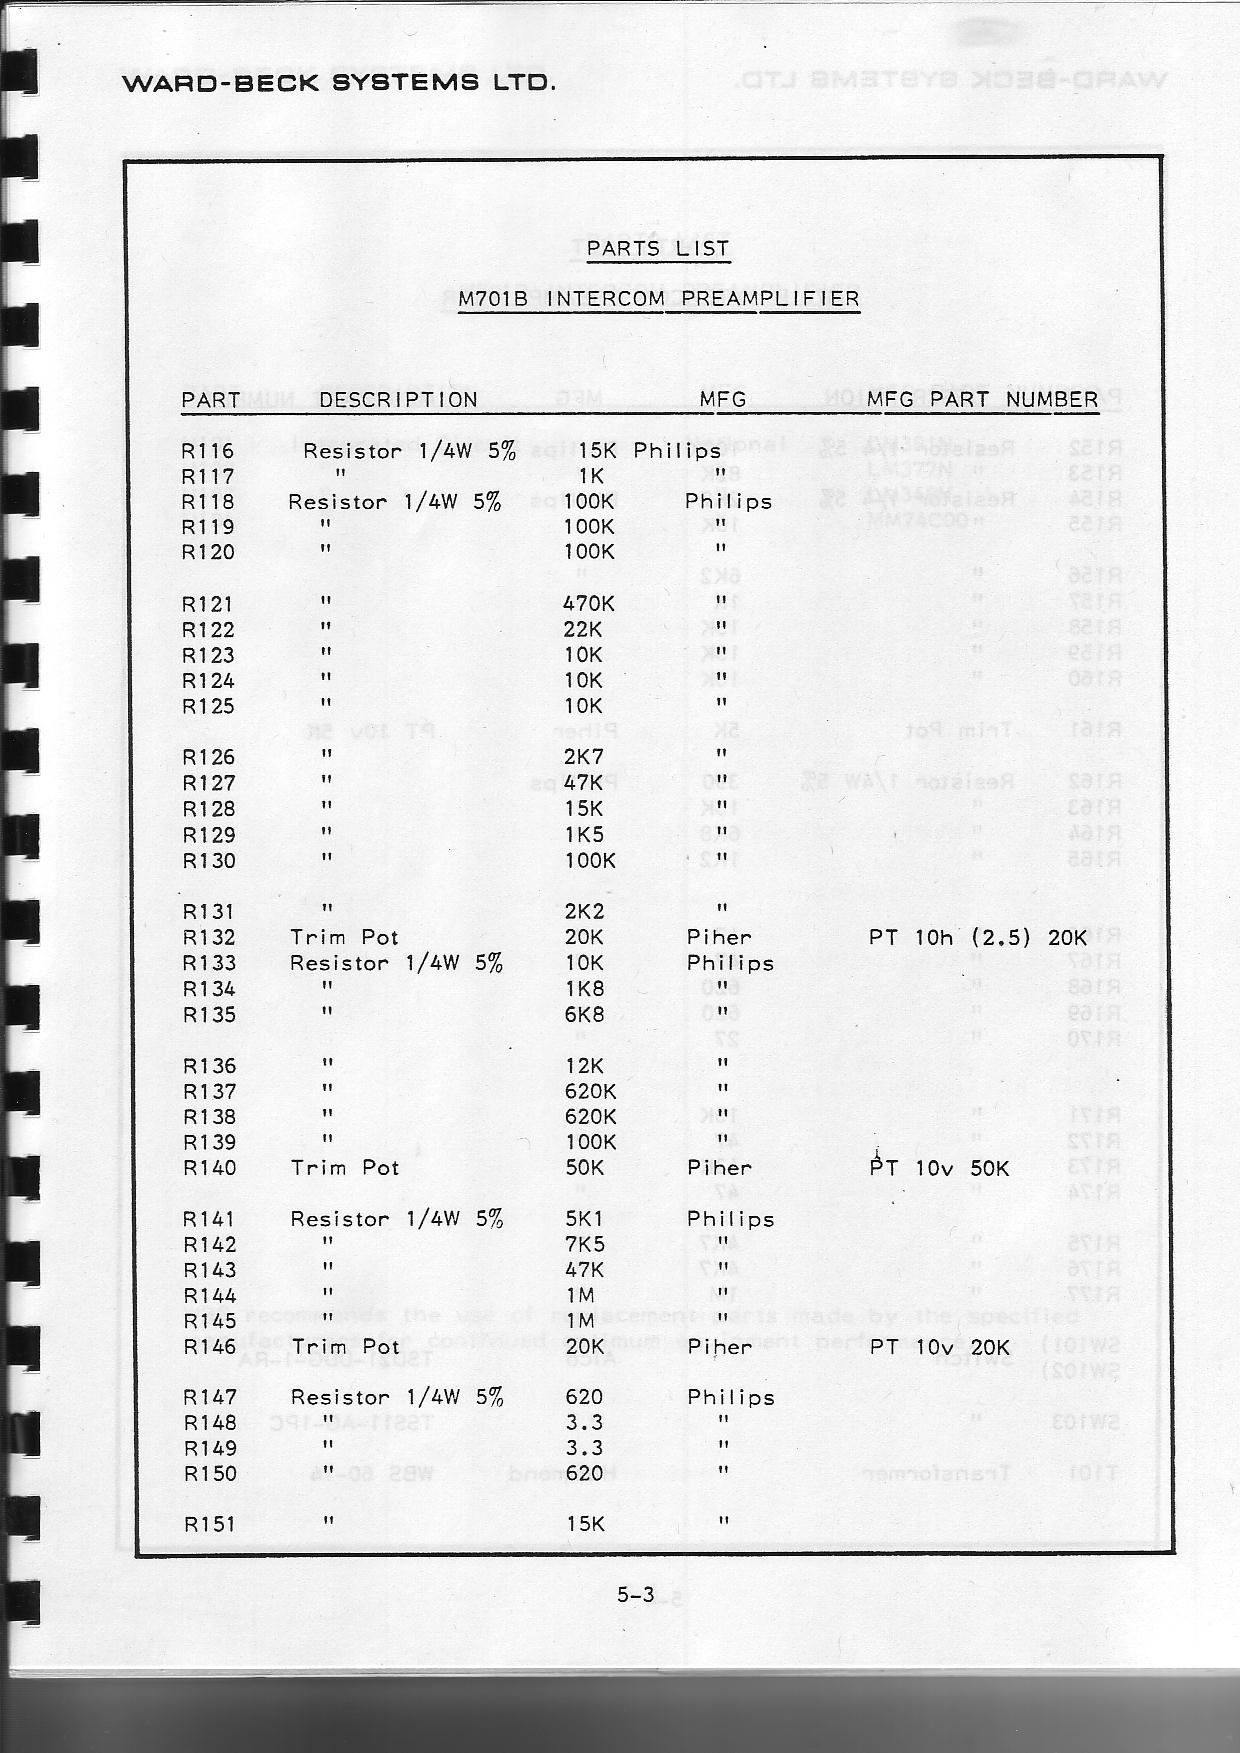 WARD-BECK SYSTEMS LTD.
PARTS LIST
M701B INTERCOM PREAMPLIFIER
PART DESCRIPTION MFG MFG PART NUMBER
R116 Resistor 1/4W 5% 15K Philips
R117 " 1K "
R118 Resistor 1/4W 5% 100K Philips
R119 " 100K "
R120 " 100K "
R121 " 470K "
R122 " 22K "
R123 " 10K "
R124 " 10K "
R125 " 10K "
R126 " 2K7 "
R127 " 47K "
R128 " 15K "
R129 " 1K5 "
R130 " 100K "
R131 " 2K2 "
R132 Trim Pot 20K Piher PT 10h (2.5) 20K
R133 Resistor 1/4W 5% 10K Philips
R134 " 1K8 "
R135 " 6K8 "
R136 " 12K "
R137 " 620K "
R138 " 620K "
R139 " 100K "
R140 Trim Pot 50K Piher PT 10v 50K
R141 Resistor 1/4W 5% 5K1 Philips
R142 " 7K5 "
R143 " 47K "
R144 " 1M "
R145 " 1M "
R146 Trim Pot 20K Piher PT 10v 20K
R147 Resistor 1/4W 5% 620 Philips
R148 " 3.3 "
R149 " 3.3 "
R150 " 620 "
R151 " 15K "
5-3